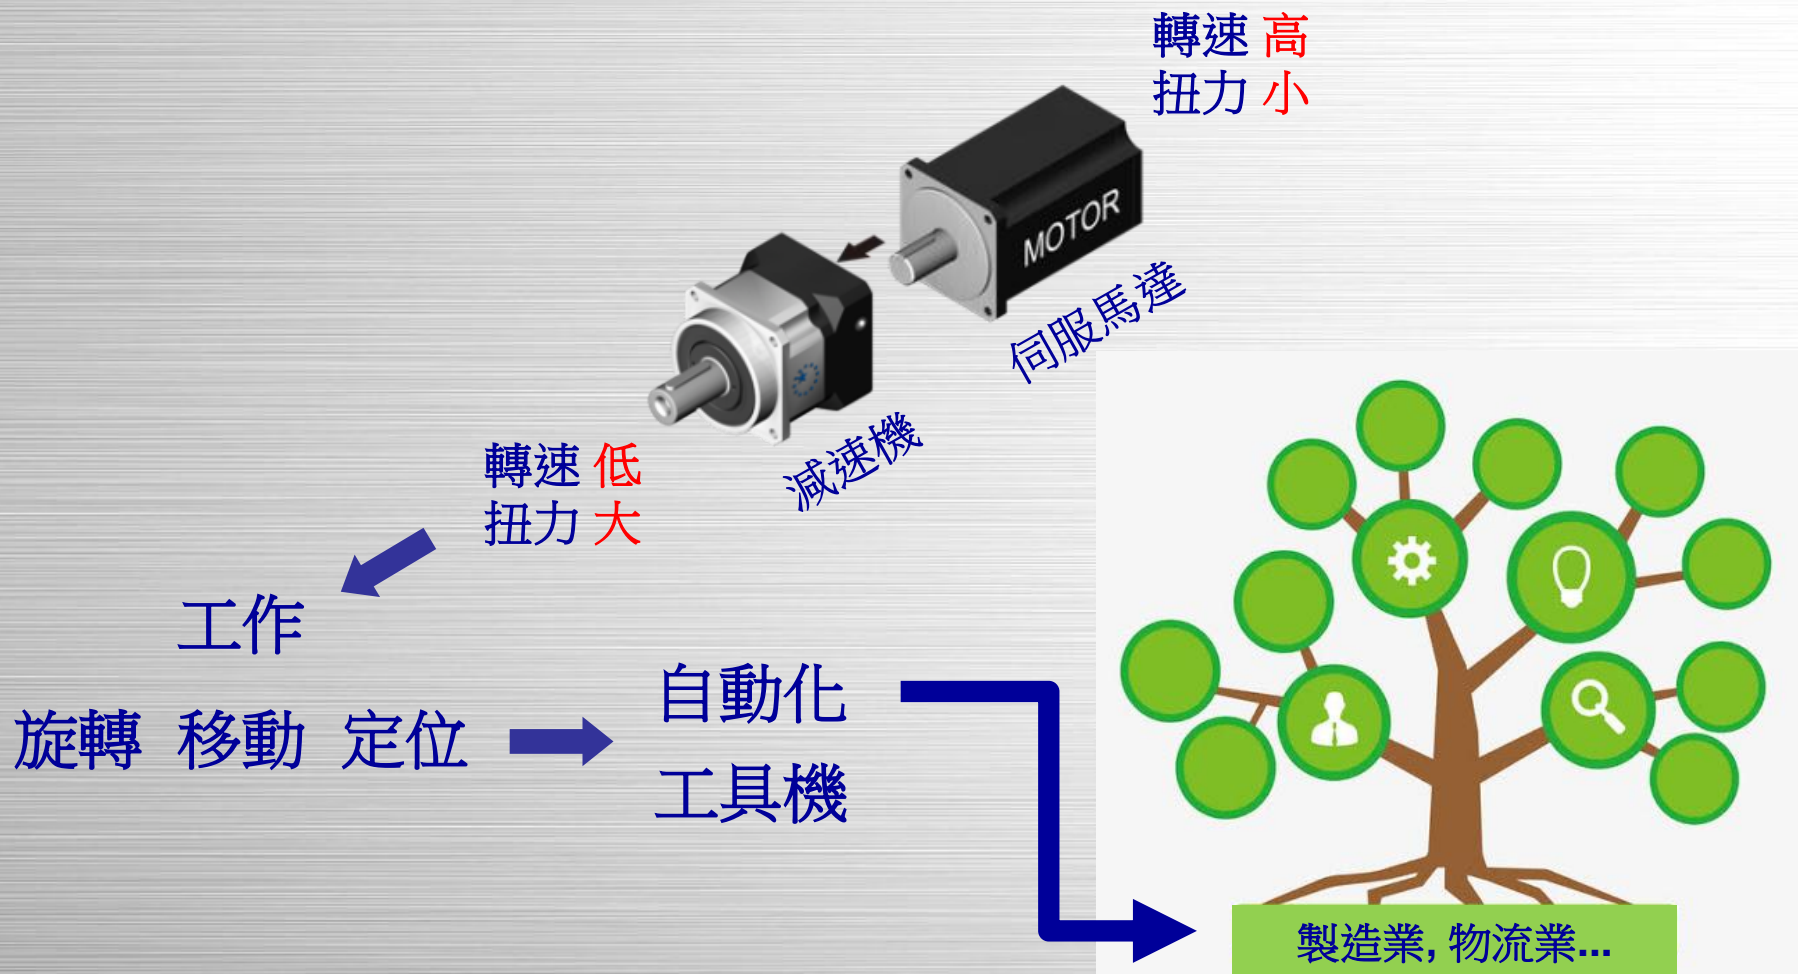 轉速 高
扭力 小
MOTOR
伺服馬達
減速機
轉速 低
扭力 大
工作
旋轉 移動 定位
自動化
工具機
製造業, 物流業...